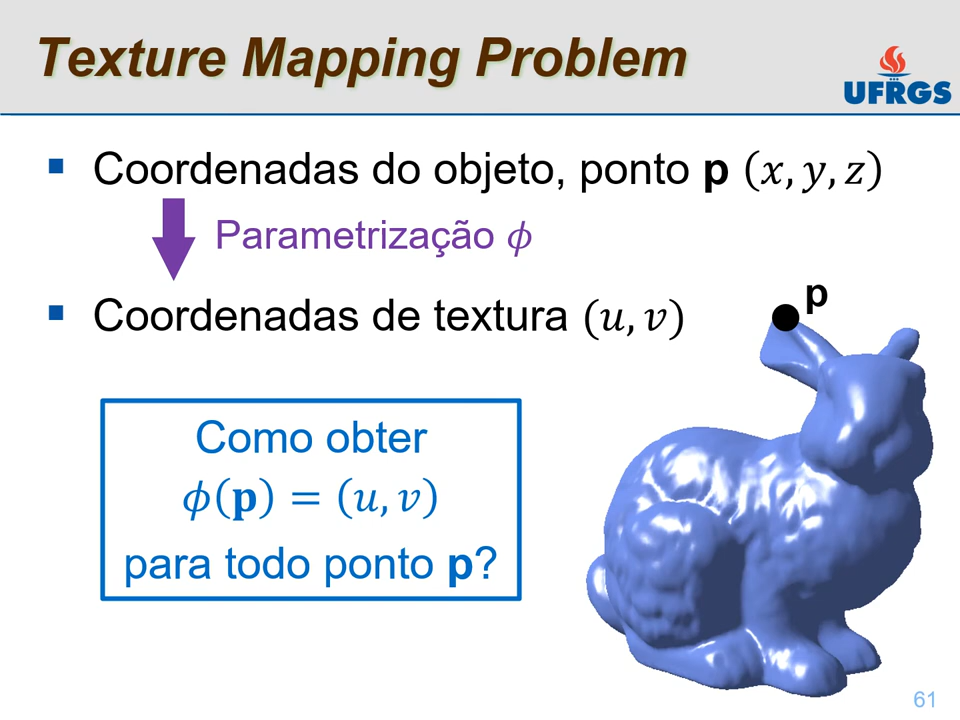 Texture Mapping Problem
UFRGS
▪ Coordenadas do objeto, ponto p (x, y, z)
Parametrização ϕ
▪ Coordenadas de textura (u, v)
p
Como obter
ϕ(p) = (u, v)
para todo ponto p?
61